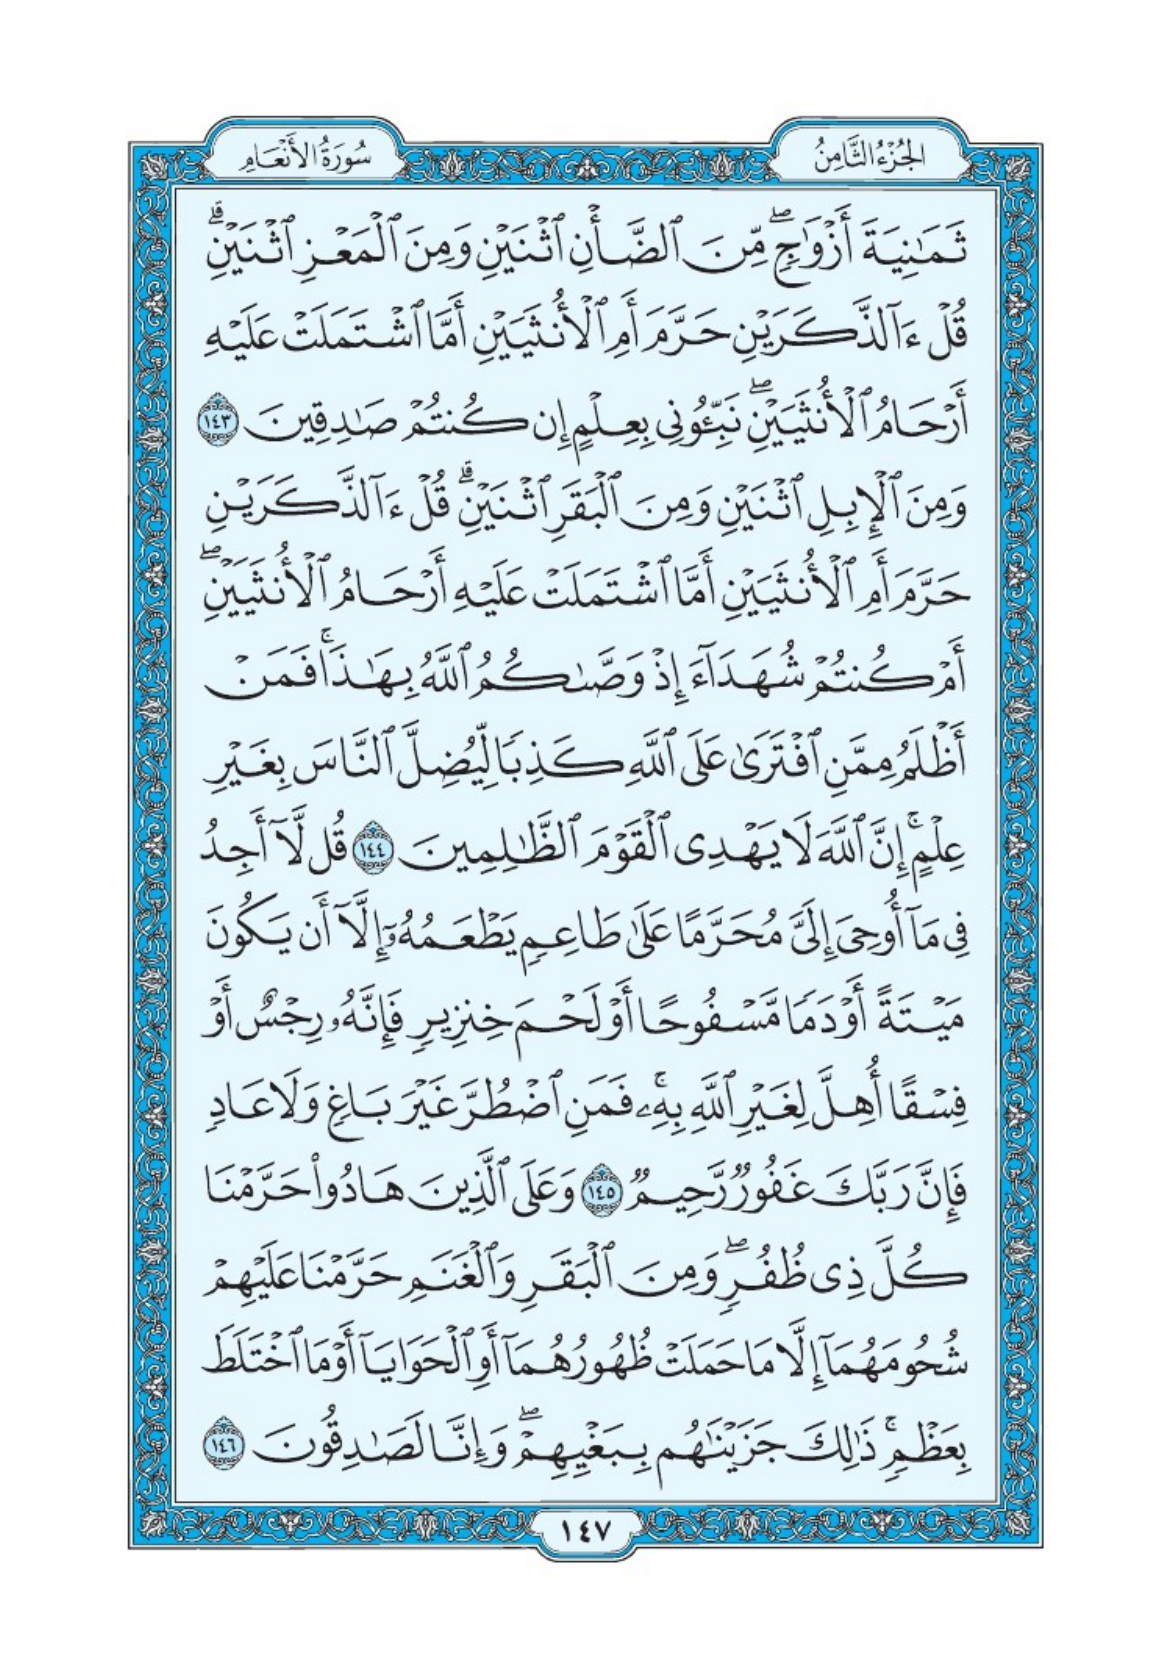 الجُزْءُ الثَّامِنُ
سُورَةُ الأَنْعَام
ثَمَٰنِيَةَ أَزْوَٰجٖۖ مِّنَ ٱلضَّأْنِ ٱثْنَيْنِ وَمِنَ ٱلْمَعْزِ ٱثْنَيْنِۗ
قُلْ ءَآلذَّكَرَيْنِ حَرَّمَ أَمِ ٱلْأُنثَيَيْنِ أَمَّا ٱشْتَمَلَتْ عَلَيْهِ
أَرْحَامُ ٱلْأُنثَيَيْنِۖ نَبِّـُٔونِي بِعِلْمٍ إِن كُنتُمْ صَٰدِقِينَ ١٤٣
وَمِنَ ٱلْإِبِلِ ٱثْنَيْنِ وَمِنَ ٱلْبَقَرِ ٱثْنَيْنِۗ قُلْ ءَآلذَّكَرَيْنِ
حَرَّمَ أَمِ ٱلْأُنثَيَيْنِ أَمَّا ٱشْتَمَلَتْ عَلَيْهِ أَرْحَامُ ٱلْأُنثَيَيْنِۖ
أَمْ كُنتُمْ شُهَدَآءَ إِذْ وَصَّىٰكُمُ ٱللَّهُ بِهَٰذَاۚ فَمَنْ
أَظْلَمُ مِمَّنِ ٱفْتَرَىٰ عَلَى ٱللَّهِ كَذِبًا لِّيُضِلَّ ٱلنَّاسَ بِغَيْرِ
عِلْمٍۚ إِنَّ ٱللَّهَ لَا يَهْدِى ٱلْقَوْمَ ٱلظَّٰلِمِينَ ١٤٤ قُل لَّآ أَجِدُ
فِى مَآ أُوحِىَ إِلَىَّ مُحَرَّمًا عَلَىٰ طَاعِمٍ يَطْعَمُهُۥٓ إِلَّآ أَن يَكُونَ
مَيْتَةً أَوْ دَمًا مَّسْفُوحًا أَوْ لَحْمَ خِنزِيرٍ فَإِنَّهُۥ رِجْسٌ أَوْ
فِسْقًا أُهِلَّ لِغَيْرِ ٱللَّهِ بِهِۦۚ فَمَنِ ٱضْطُرَّ غَيْرَ بَاغٍ وَلَا عَادٍ
فَإِنَّ رَبَّكَ غَفُورٌ رَّحِيمٌ ١٤٥ وَعَلَى ٱلَّذِينَ هَادُوا۟ حَرَّمْنَا
كُلَّ ذِى ظُفُرٍۖ وَمِنَ ٱلْبَقَرِ وَٱلْغَنَمِ حَرَّمْنَا عَلَيْهِمْ
شُحُومَهُمَآ إِلَّا مَا حَمَلَتْ ظُهُورُهُمَآ أَوِ ٱلْحَوَايَآ أَوْ مَا ٱخْتَلَطَ
بِعَظْمٍۚ ذَٰلِكَ جَزَيْنَٰهُم بِبَغْيِهِمْۖ وَإِنَّا لَصَٰدِقُونَ ١٤٦
١٤٧